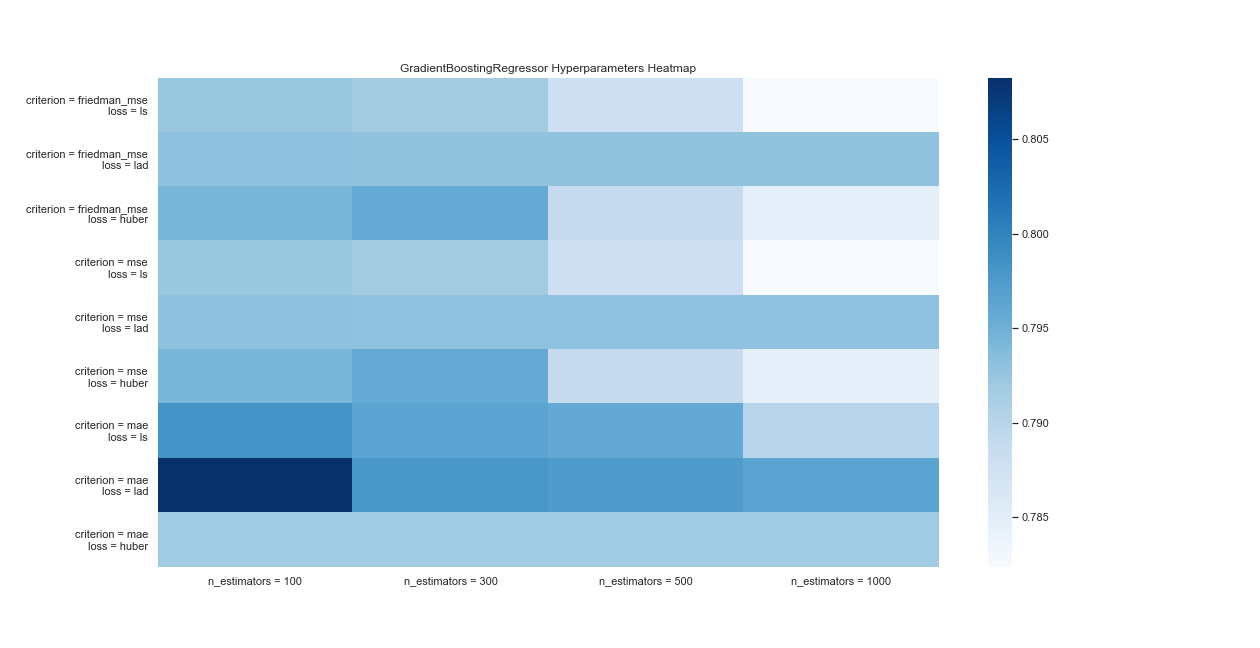 GradientBoostingRegressor Hyperparameters Heatmap
criterion = friedman_mse
loss = ls
criterion = friedman_mse
loss = lad
criterion = friedman_mse
loss = huber
criterion = mse
loss = ls
criterion = mse
loss = lad
criterion = mse
loss = huber
criterion = mae
loss = ls
criterion = mae
loss = lad
criterion = mae
loss = huber
n_estimators = 100
n_estimators = 300
n_estimators = 500
n_estimators = 1000
0.805
0.800
0.795
0.790
0.785